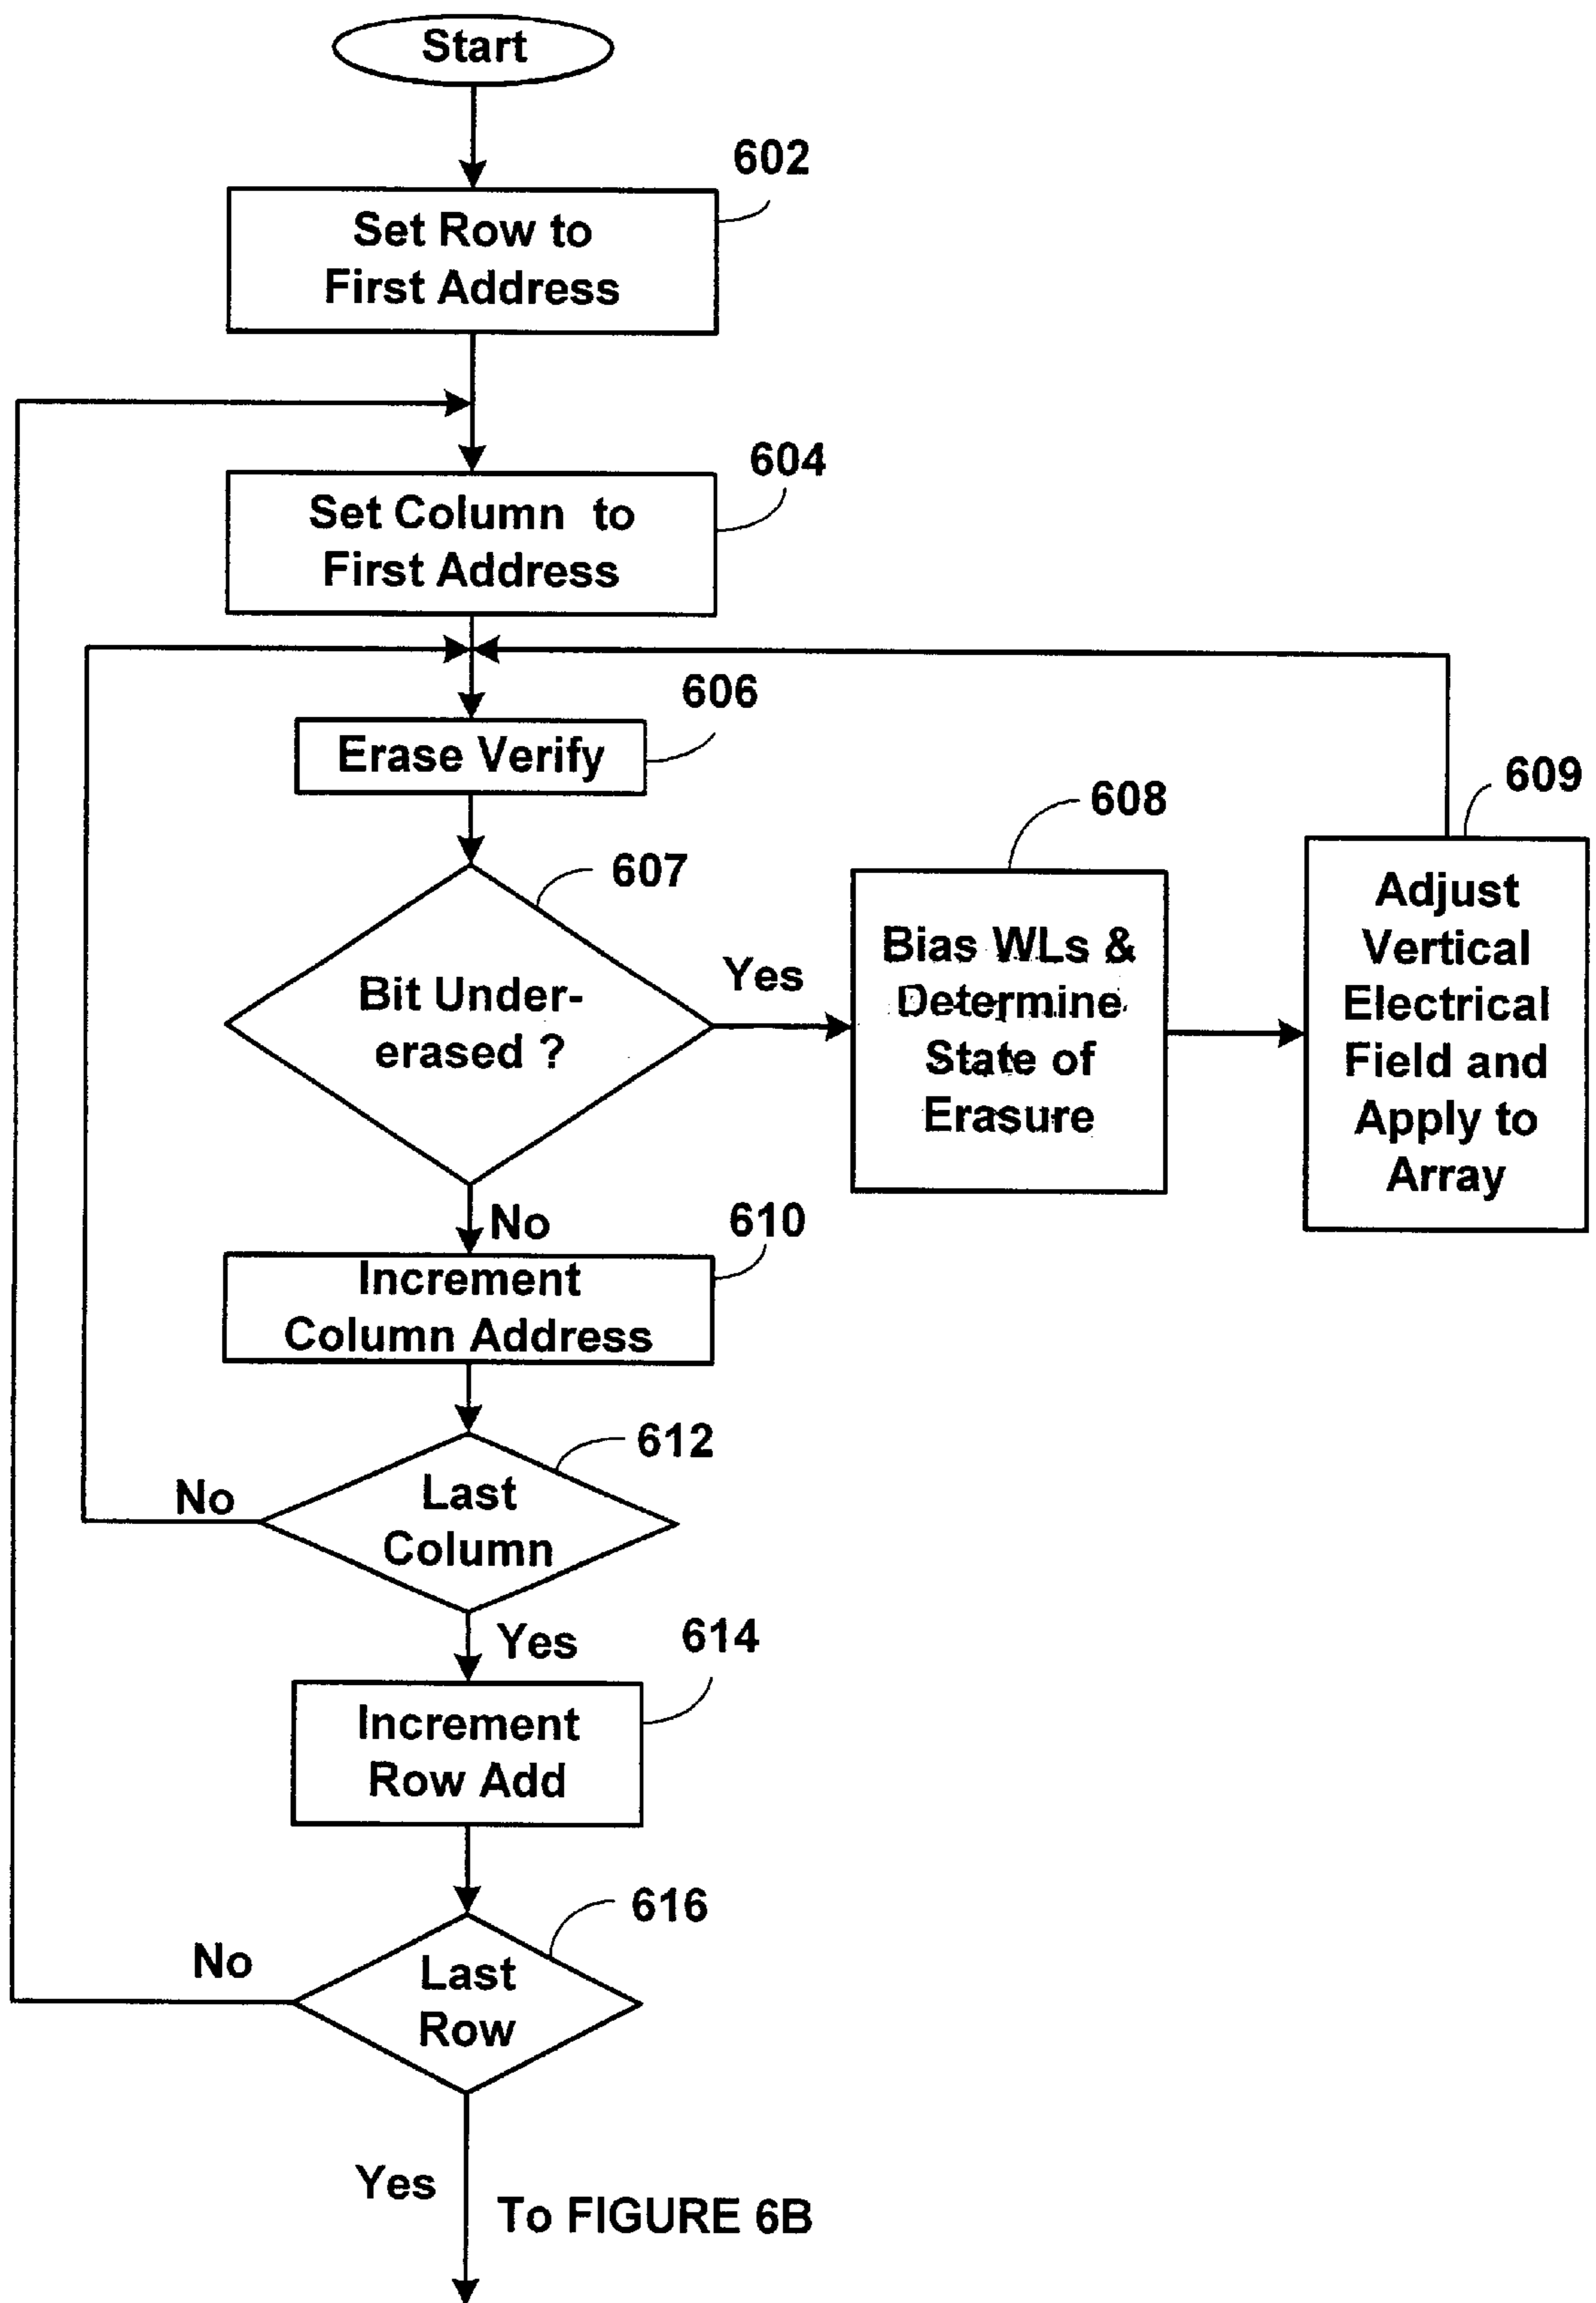 Start
602
Set Row to
First Address
604
Set Column to
First Address
606
Erase Verify
607
Bit Under-
erased ?
Yes
608
Bias WLs &
Determine
State of
Erasure
609
Adjust
Vertical
Electrical
Field and
Apply to
Array
No
610
Increment
Column Address
612
Last
Column
No
Yes
614
Increment
Row Add
616
Last
Row
No
Yes
To FIGURE 6B